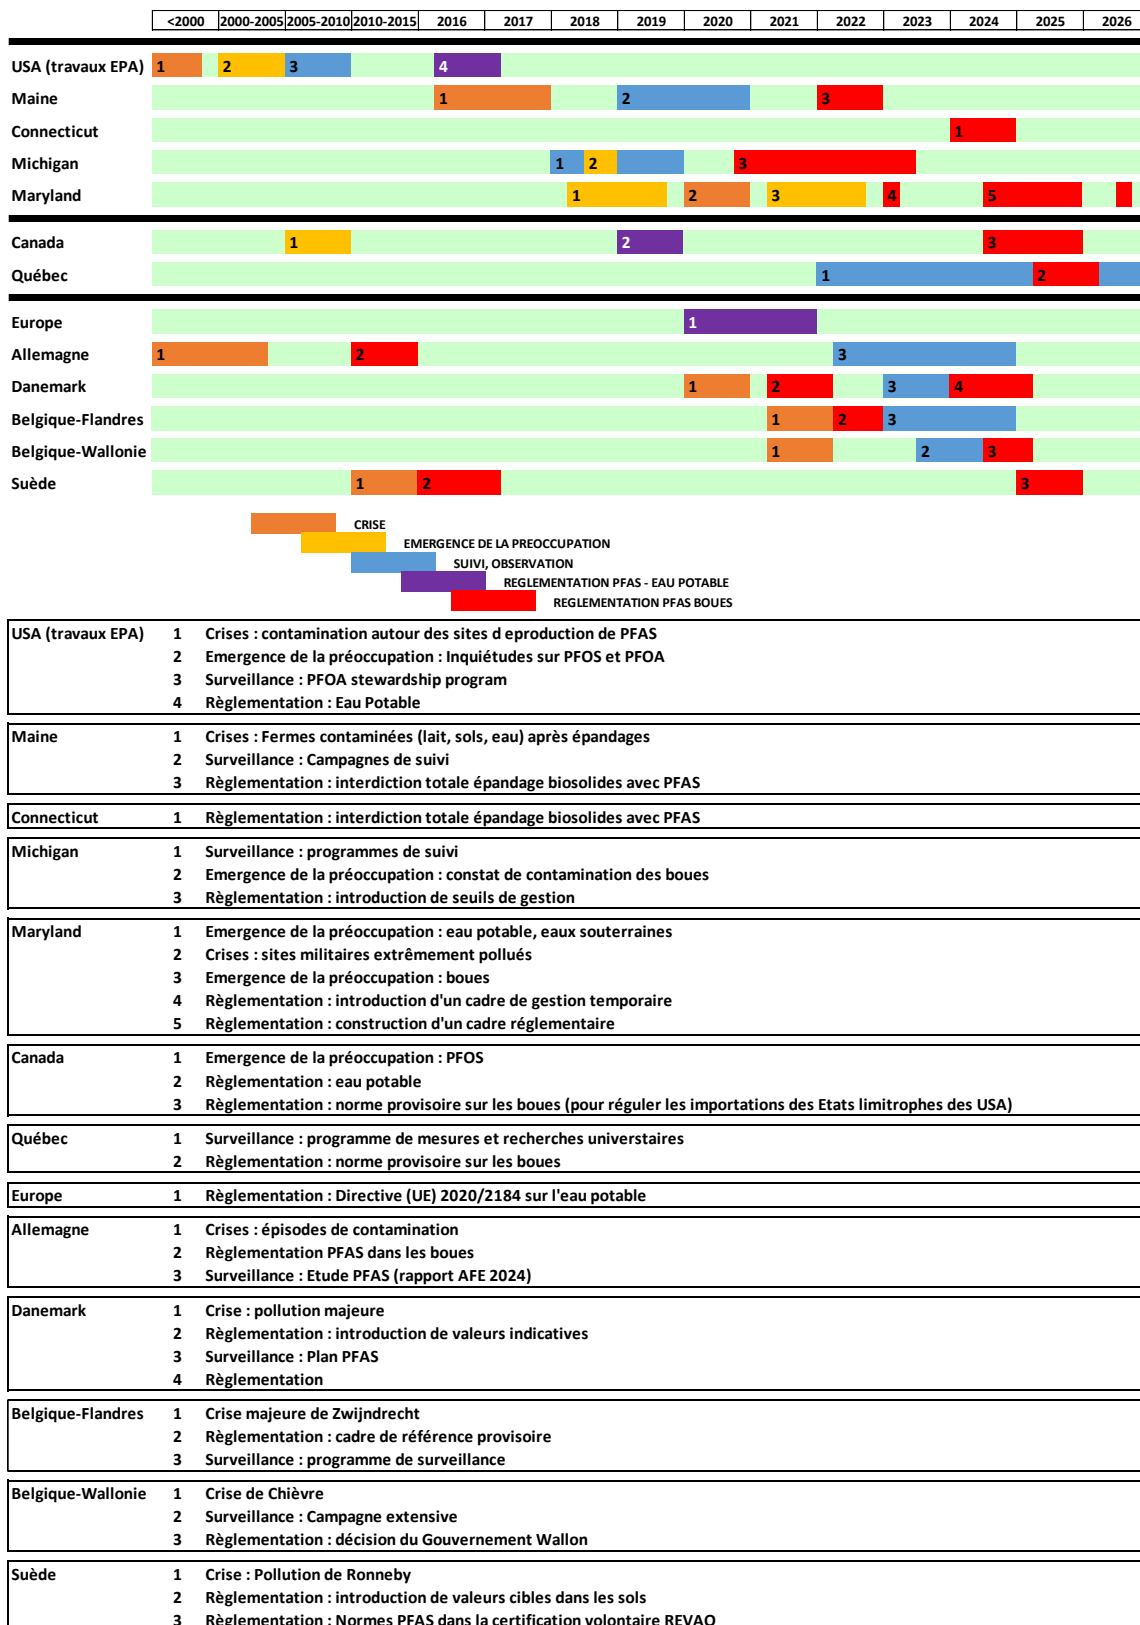 <2000 2000-2005 2005-2010 2010-2015 2016 2017 2018 2019 2020 2021 2022 2023 2024 2025 2026
USA (travaux EPA) 1 2 3 4
Maine 1 2 3
Connecticut 1
Michigan 1 2 3
Maryland 1 2 3 4 5
Canada 1 2 3
Québec 1 2
Europe 1
Allemagne 1 2 3
Danemark 1 2 3 4
Belgique-Flandres 1 2 3
Belgique-Wallonie 1 2 3
Suède 1 2 3
CRISE
EMERGENCE DE LA PREOCCUPATION
SUIVI, OBSERVATION
REGLEMENTATION PFAS - EAU POTABLE
REGLEMENTATION PFAS BOUES
USA (travaux EPA) 1 Crises : contamination autour des sites d eproduction de PFAS
2 Emergence de la préoccupation : Inquiétudes sur PFOS et PFOA
3 Surveillance : PFOA stewardship program
4 Règlementation : Eau Potable
Maine 1 Crises : Fermes contaminées (lait, sols, eau) après épandages
2 Surveillance : Campagnes de suivi
3 Règlementation : interdiction totale épandage biosolides avec PFAS
Connecticut 1 Règlementation : interdiction totale épandage biosolides avec PFAS
Michigan 1 Surveillance : programmes de suivi
2 Emergence de la préoccupation : constat de contamination des boues
3 Règlementation : introduction de seuils de gestion
Maryland 1 Emergence de la préoccupation : eau potable, eaux souterraines
2 Crises : sites militaires extrêmement pollués
3 Emergence de la préoccupation : boues
4 Règlementation : introduction d'un cadre de gestion temporaire
5 Règlementation : construction d'un cadre réglementaire
Canada 1 Emergence de la préoccupation : PFOS
2 Règlementation : eau potable
3 Règlementation : norme provisoire sur les boues (pour réguler les importations des Etats limitrophes des USA)
Québec 1 Surveillance : programme de mesures et recherches universtaires
2 Règlementation : norme provisoire sur les boues
Europe 1 Règlementation : Directive (UE) 2020/2184 sur l'eau potable
Allemagne 1 Crises : épisodes de contamination
2 Règlementation PFAS dans les boues
3 Surveillance : Etude PFAS (rapport AFE 2024)
Danemark 1 Crise : pollution majeure
2 Règlementation : introduction de valeurs indicatives
3 Surveillance : Plan PFAS
4 Règlementation
Belgique-Flandres 1 Crise majeure de Zwijndrecht
2 Règlementation : cadre de référence provisoire
3 Surveillance : programme de surveillance
Belgique-Wallonie 1 Crise de Chièvre
2 Surveillance : Campagne extensive
3 Règlementation : décision du Gouvernement Wallon
Suède 1 Crise : Pollution de Ronneby
2 Règlementation : introduction de valeurs cibles dans les sols
3 Règlementation : Normes PFAS dans la certification volontaire REVAQ